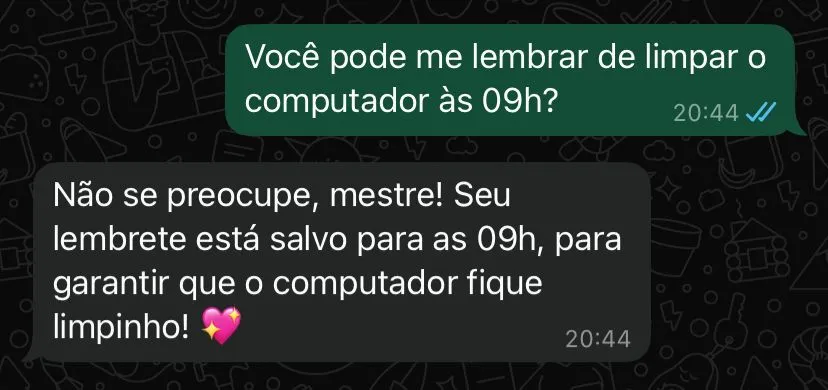 Você pode me lembrar de limpar o
computador às 09h?
20:44
Não se preocupe, mestre! Seu
lembrete está salvo para as 09h, para
garantir que o computador fique
limpinho! 💖
20:44